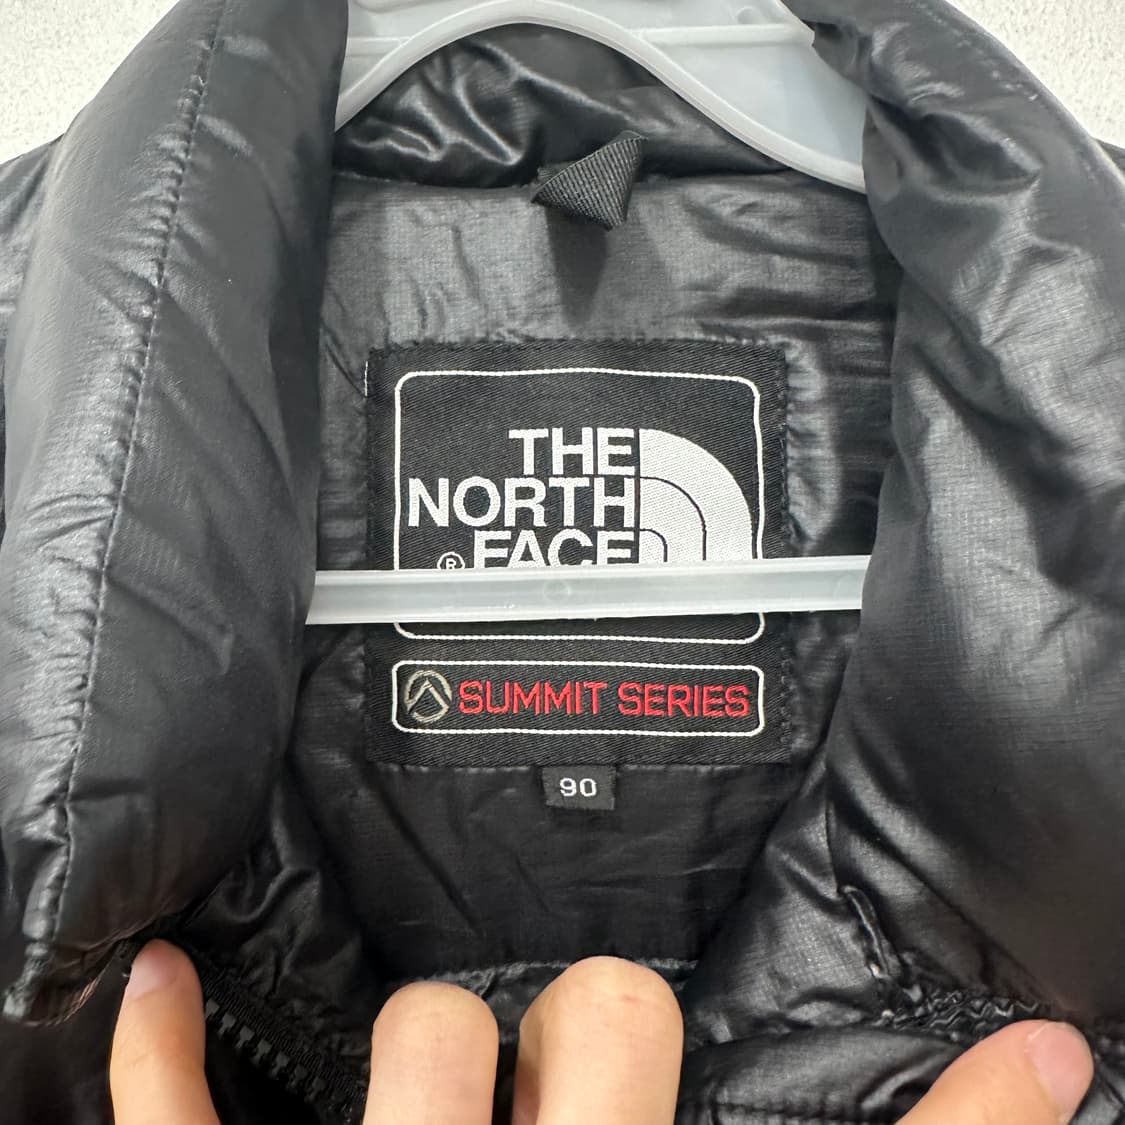 THE
NORTH
® FACE
SUMMIT SERIES
90